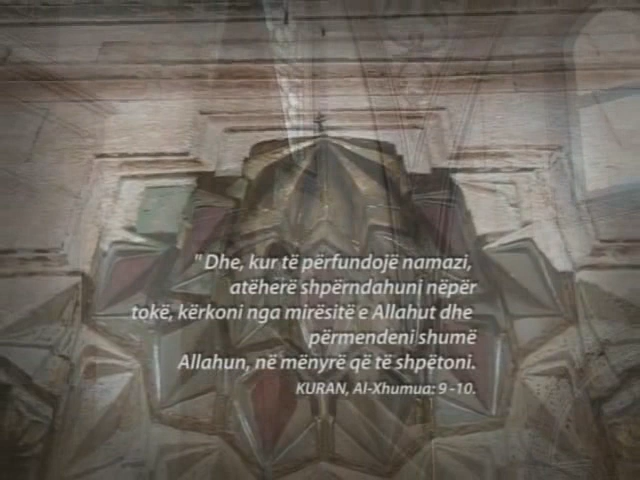 " Dhe, kur të përfundojë namazi,
atëherë shpërndahuni nëpër
tokë, kërkoni nga mirësitë e Allahut dhe
përmendeni shumë
Allahun, në mënyrë që të shpëtoni.
KURAN, Al-Xhumua: 9 -10.